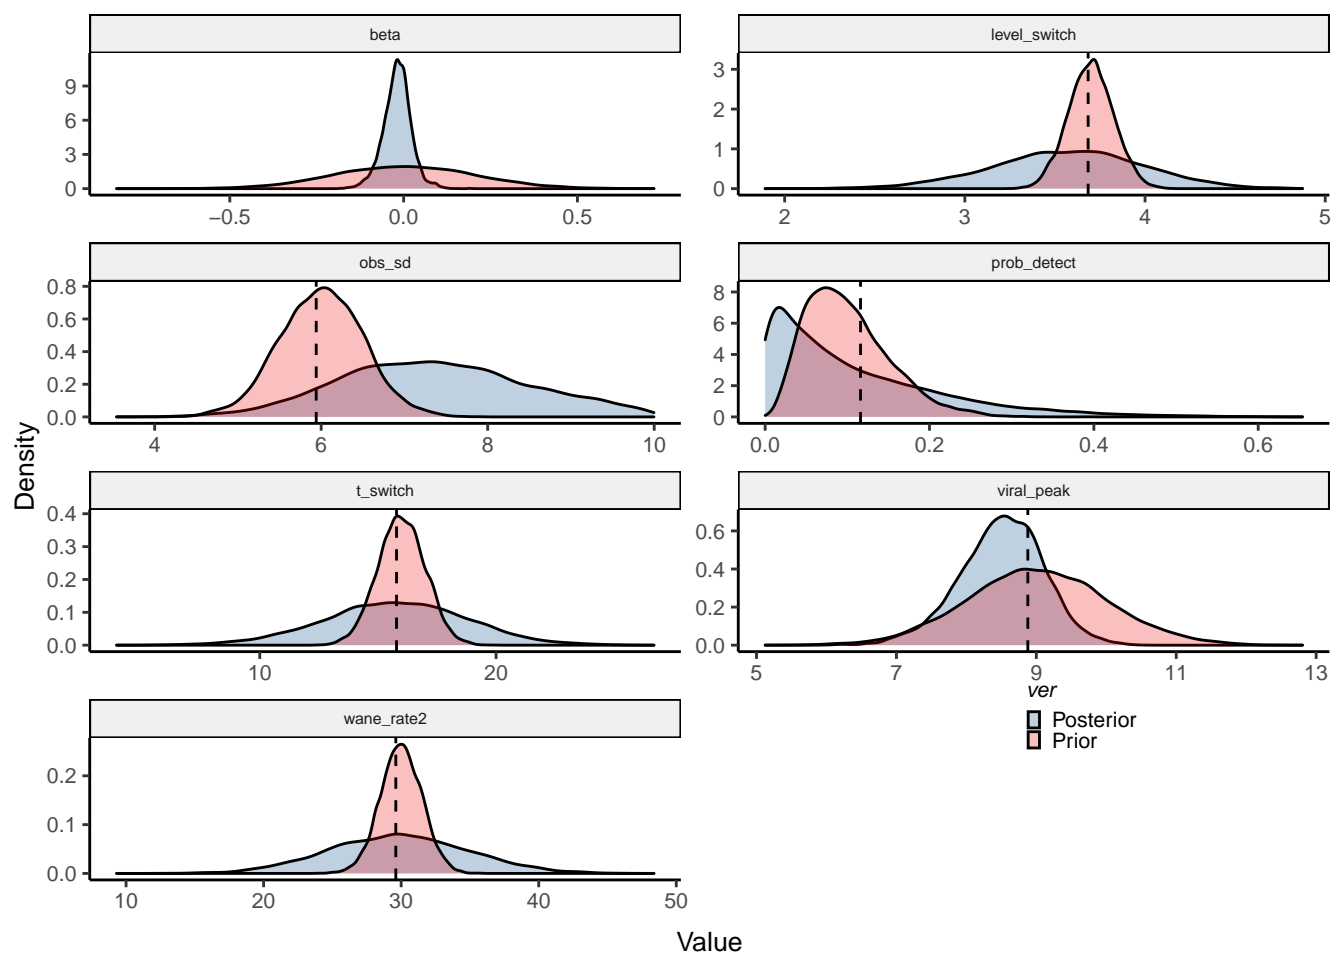 beta
9
6
3
0
−0.5 0.0 0.5
level_switch
3
2
1
0
2 3 4 5
obs_sd
0.8
0.6
0.4
0.2
0.0
4 6 8 10
prob_detect
8
6
4
2
0
0.0 0.2 0.4 0.6
Density
t_switch
0.4
0.3
0.2
0.1
0.0
10 20
viral_peak
0.6
0.4
0.2
0.0
5 7 9 11 13
ver
Posterior
Prior
wane_rate2
0.2
0.1
0.0
10 20 30 40 50
Value